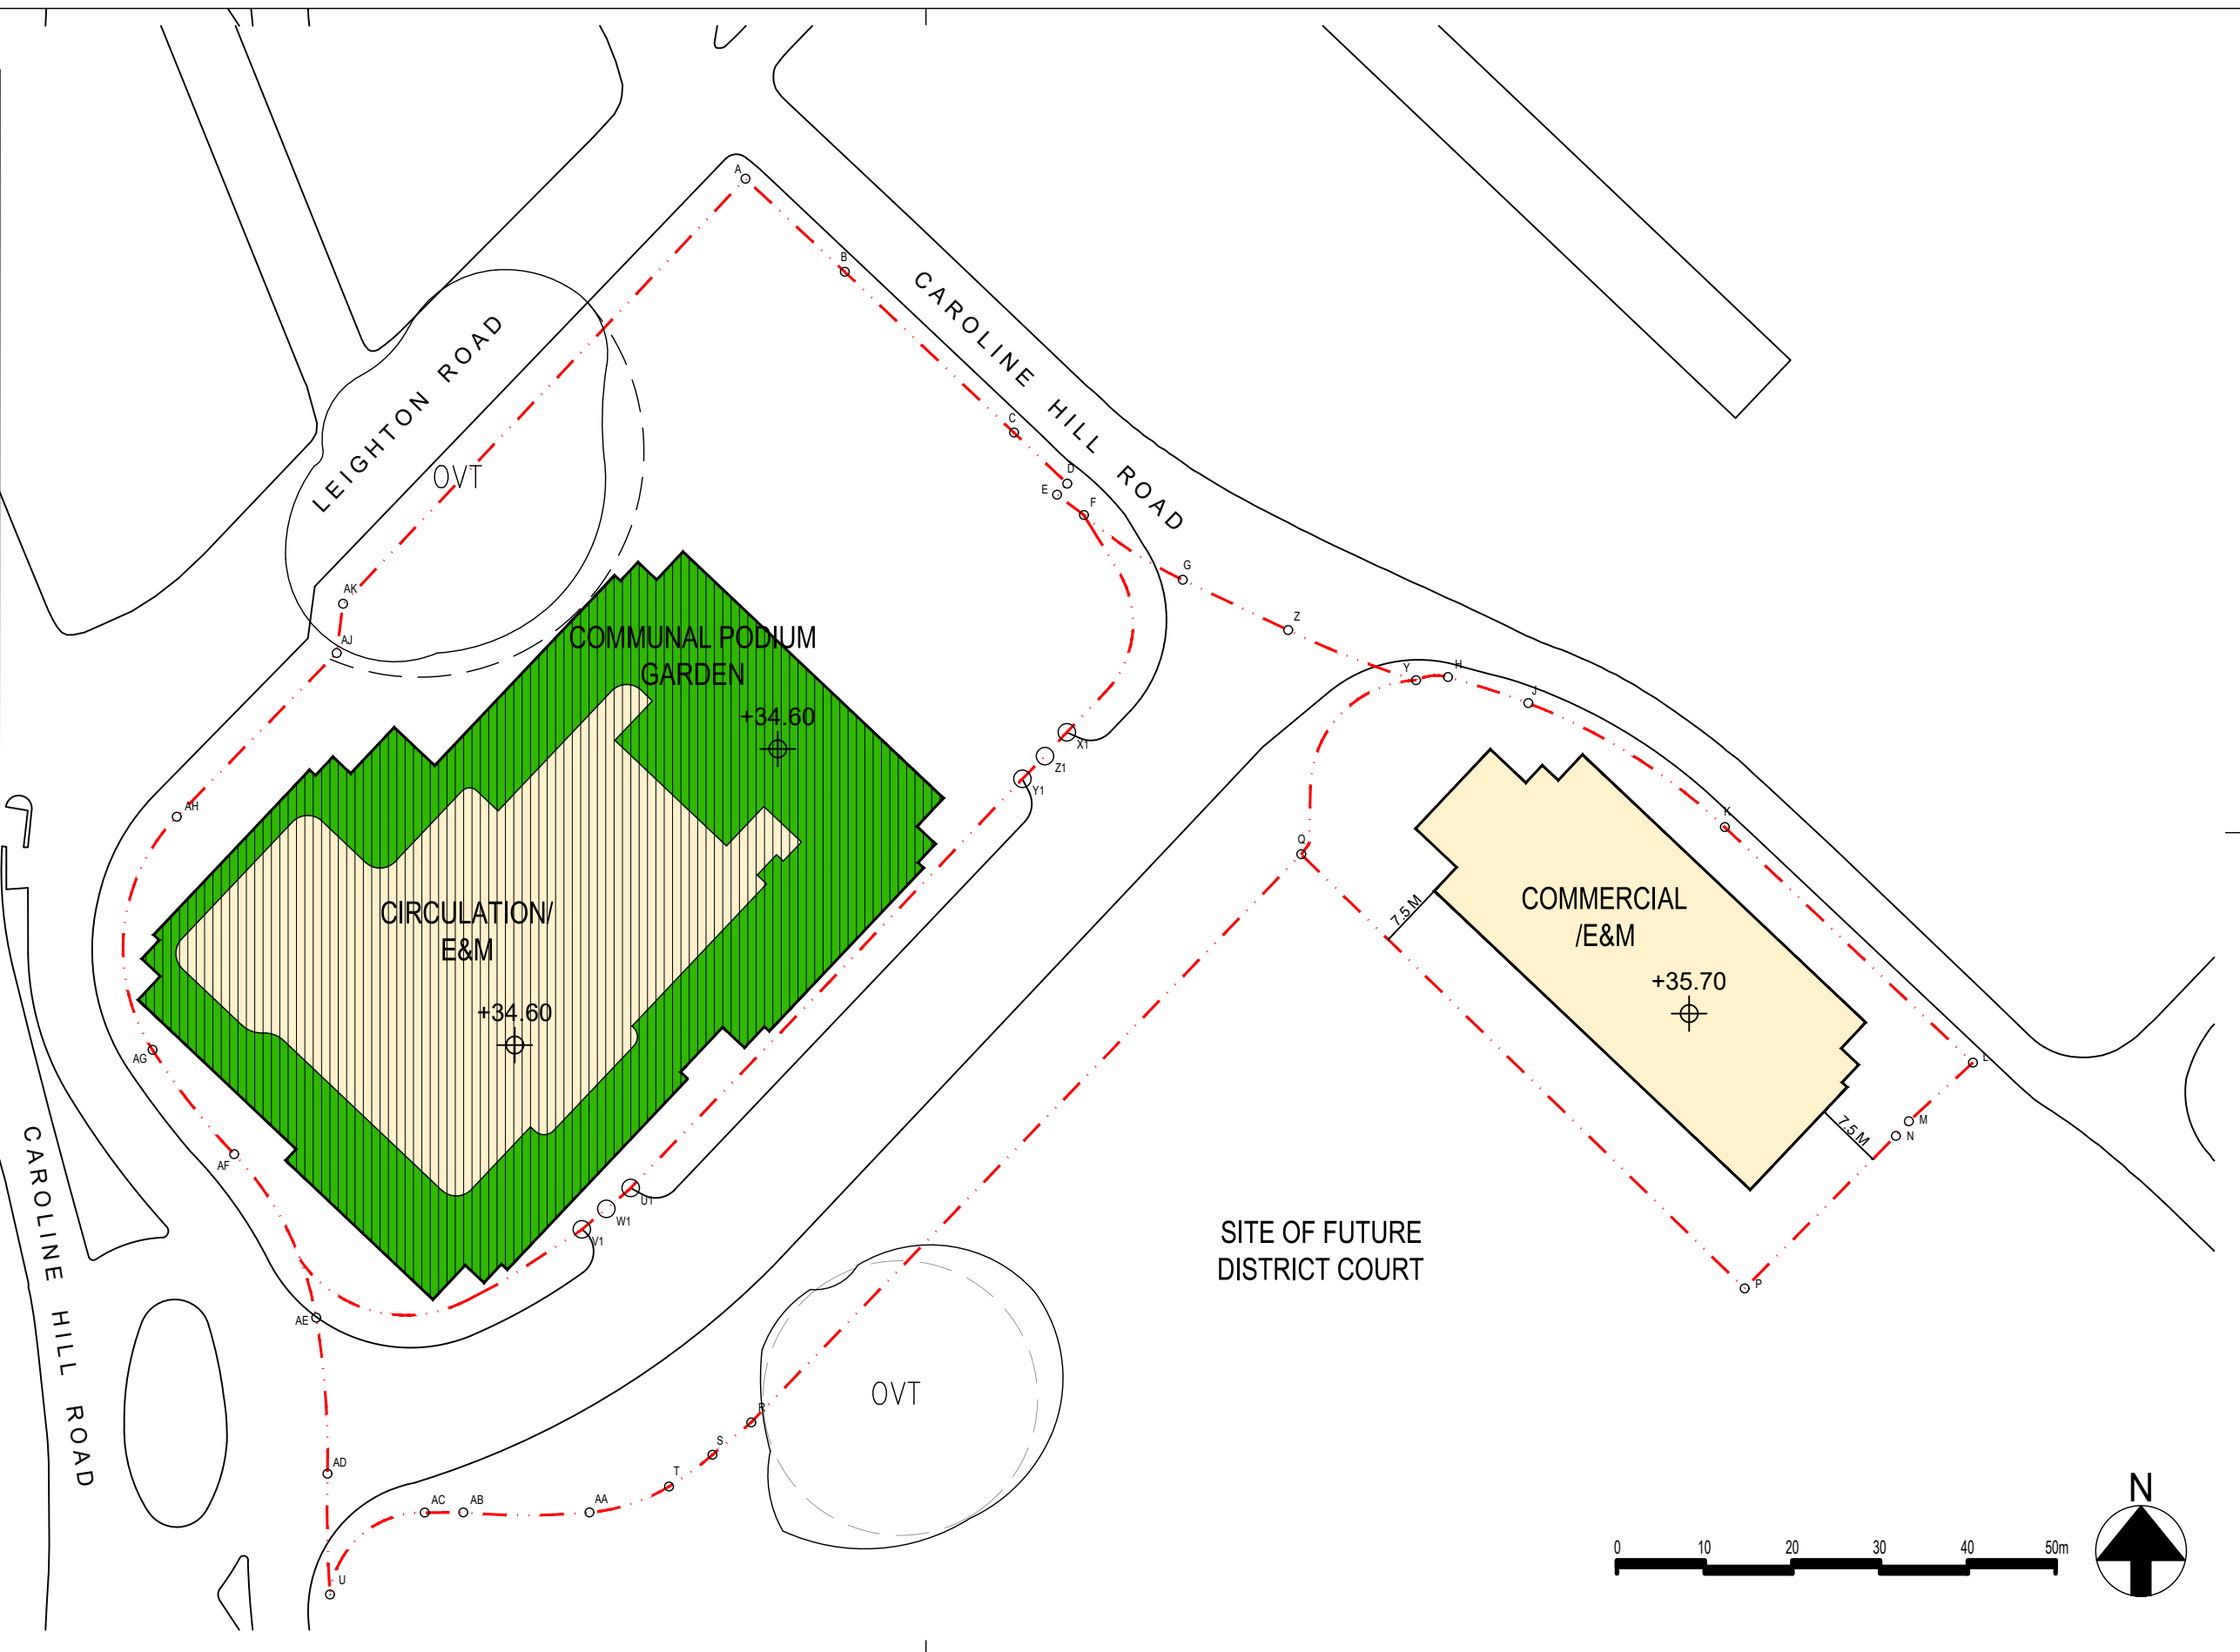 A
B
CAROLINE HILL ROAD
LEIGHTON ROAD
C
D
E
F
OVT
G
AK
Z
AJ
COMMUNAL PODIUM
GARDEN
Y
H
J
+34.60
X1
Z1
Y1
AH
K
Q
CIRCULATION/
E&M
7.5 M
COMMERCIAL
/E&M
+35.70
+34.60
AG
L
M
N
7.5 M
AF
CAROLINE HILL ROAD
U1
W1
V1
SITE OF FUTURE
DISTRICT COURT
P
AE
OVT
R
S
T
AD
AC
AB
AA
U
N
0 10 20 30 40 50m